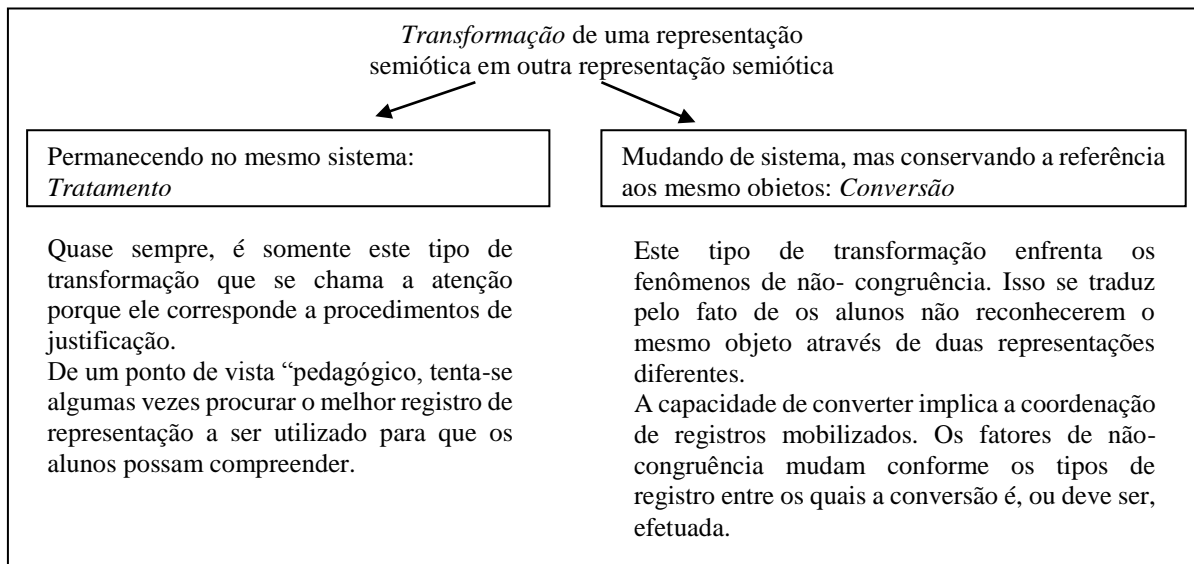 Transformação de uma representação
semiótica em outra representação semiótica
Permanecendo no mesmo sistema:
Tratamento
Mudando de sistema, mas conservando a referência
aos mesmo objetos: Conversão
Quase sempre, é somente este tipo de
transformação que se chama a atenção
porque ele corresponde a procedimentos de
justificação.
De um ponto de vista “pedagógico, tenta-se
algumas vezes procurar o melhor registro de
representação a ser utilizado para que os
alunos possam compreender.
Este tipo de transformação enfrenta os
fenômenos de não- congruência. Isso se traduz
pelo fato de os alunos não reconhecerem o
mesmo objeto através de duas representações
diferentes.
A capacidade de converter implica a coordenação
de registros mobilizados. Os fatores de não-
congruência mudam conforme os tipos de
registro entre os quais a conversão é, ou deve ser,
efetuada.